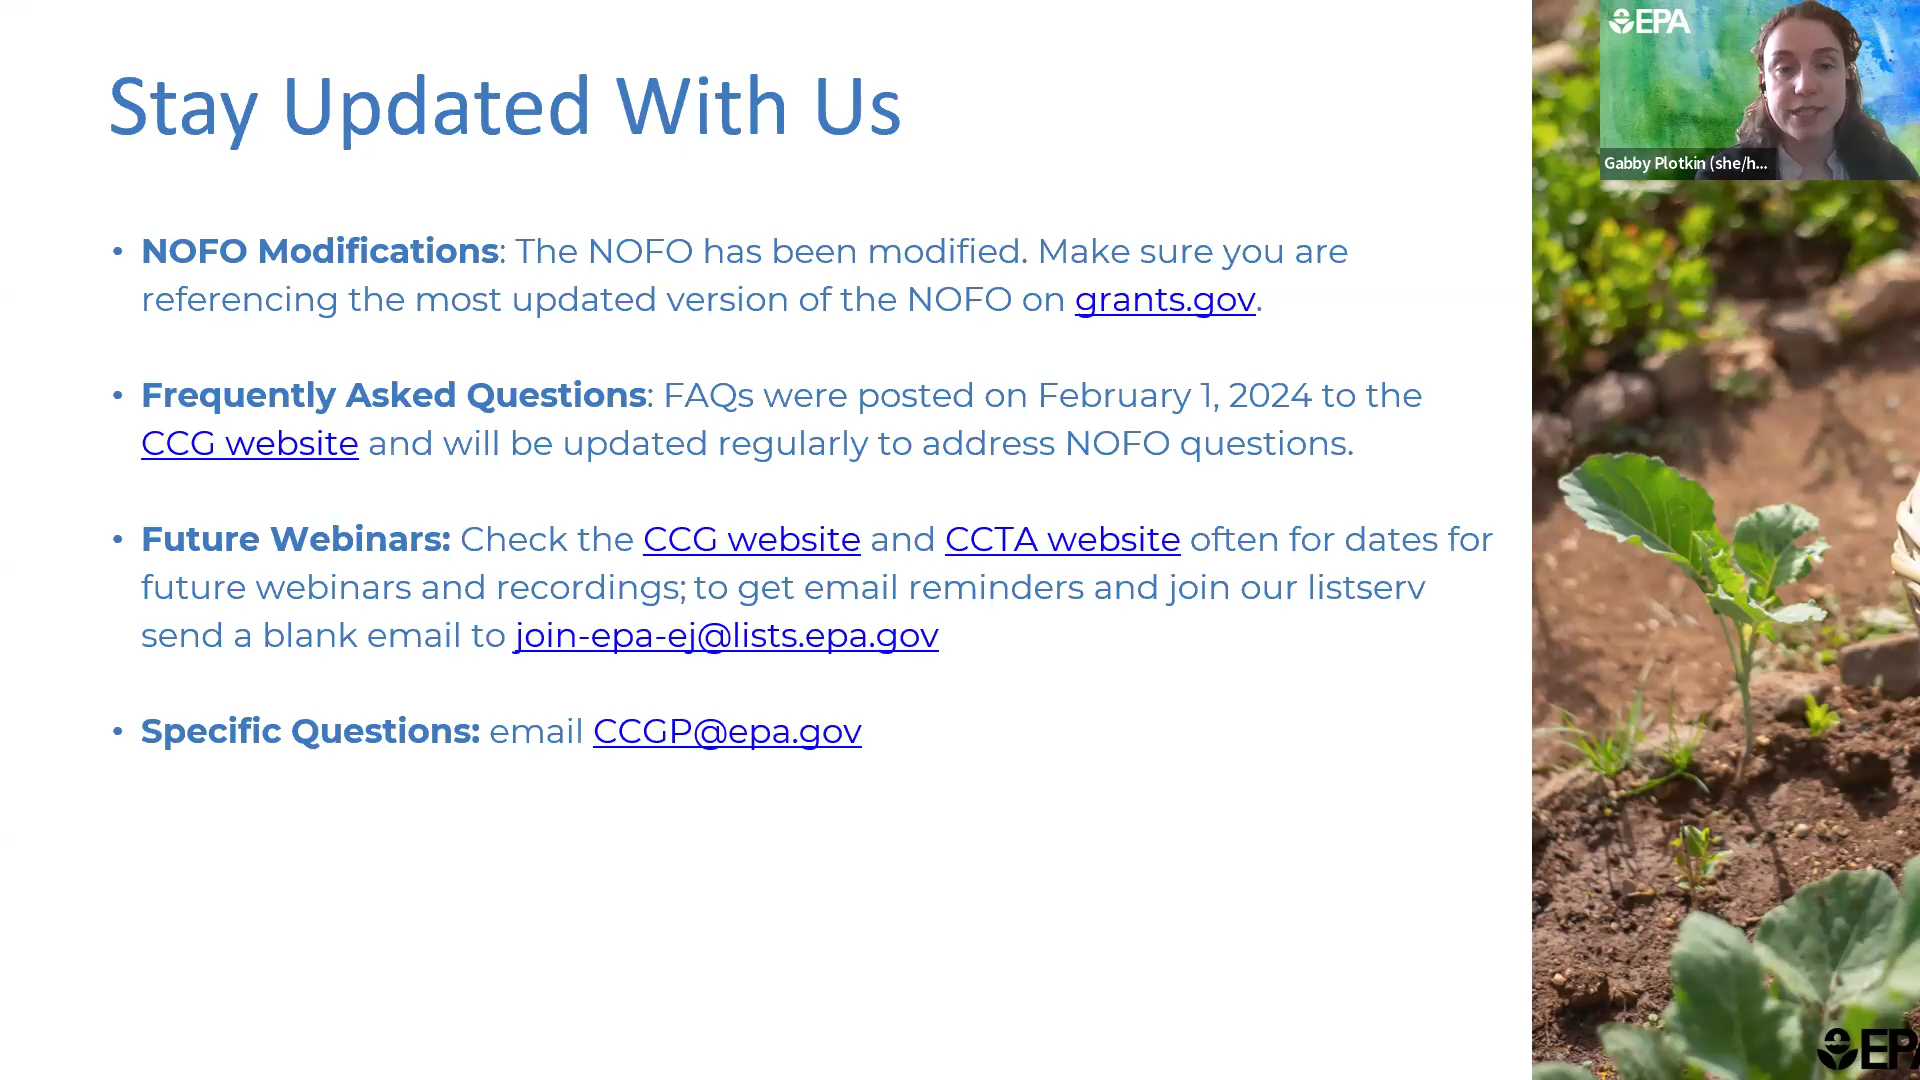 Stay Updated With Us
• NOFO Modifications: The NOFO has been modified. Make sure you are
referencing the most updated version of the NOFO on grants.gov.
• Frequently Asked Questions: FAQs were posted on February 1, 2024 to the
CCG website and will be updated regularly to address NOFO questions.
• Future Webinars: Check the CCG website and CCTA website often for dates for
future webinars and recordings; to get email reminders and join our listserv
send a blank email to join-epa-ej@lists.epa.gov
• Specific Questions: email CCGP@epa.gov
EPA
Gabby Plotkin (she/h...
EP